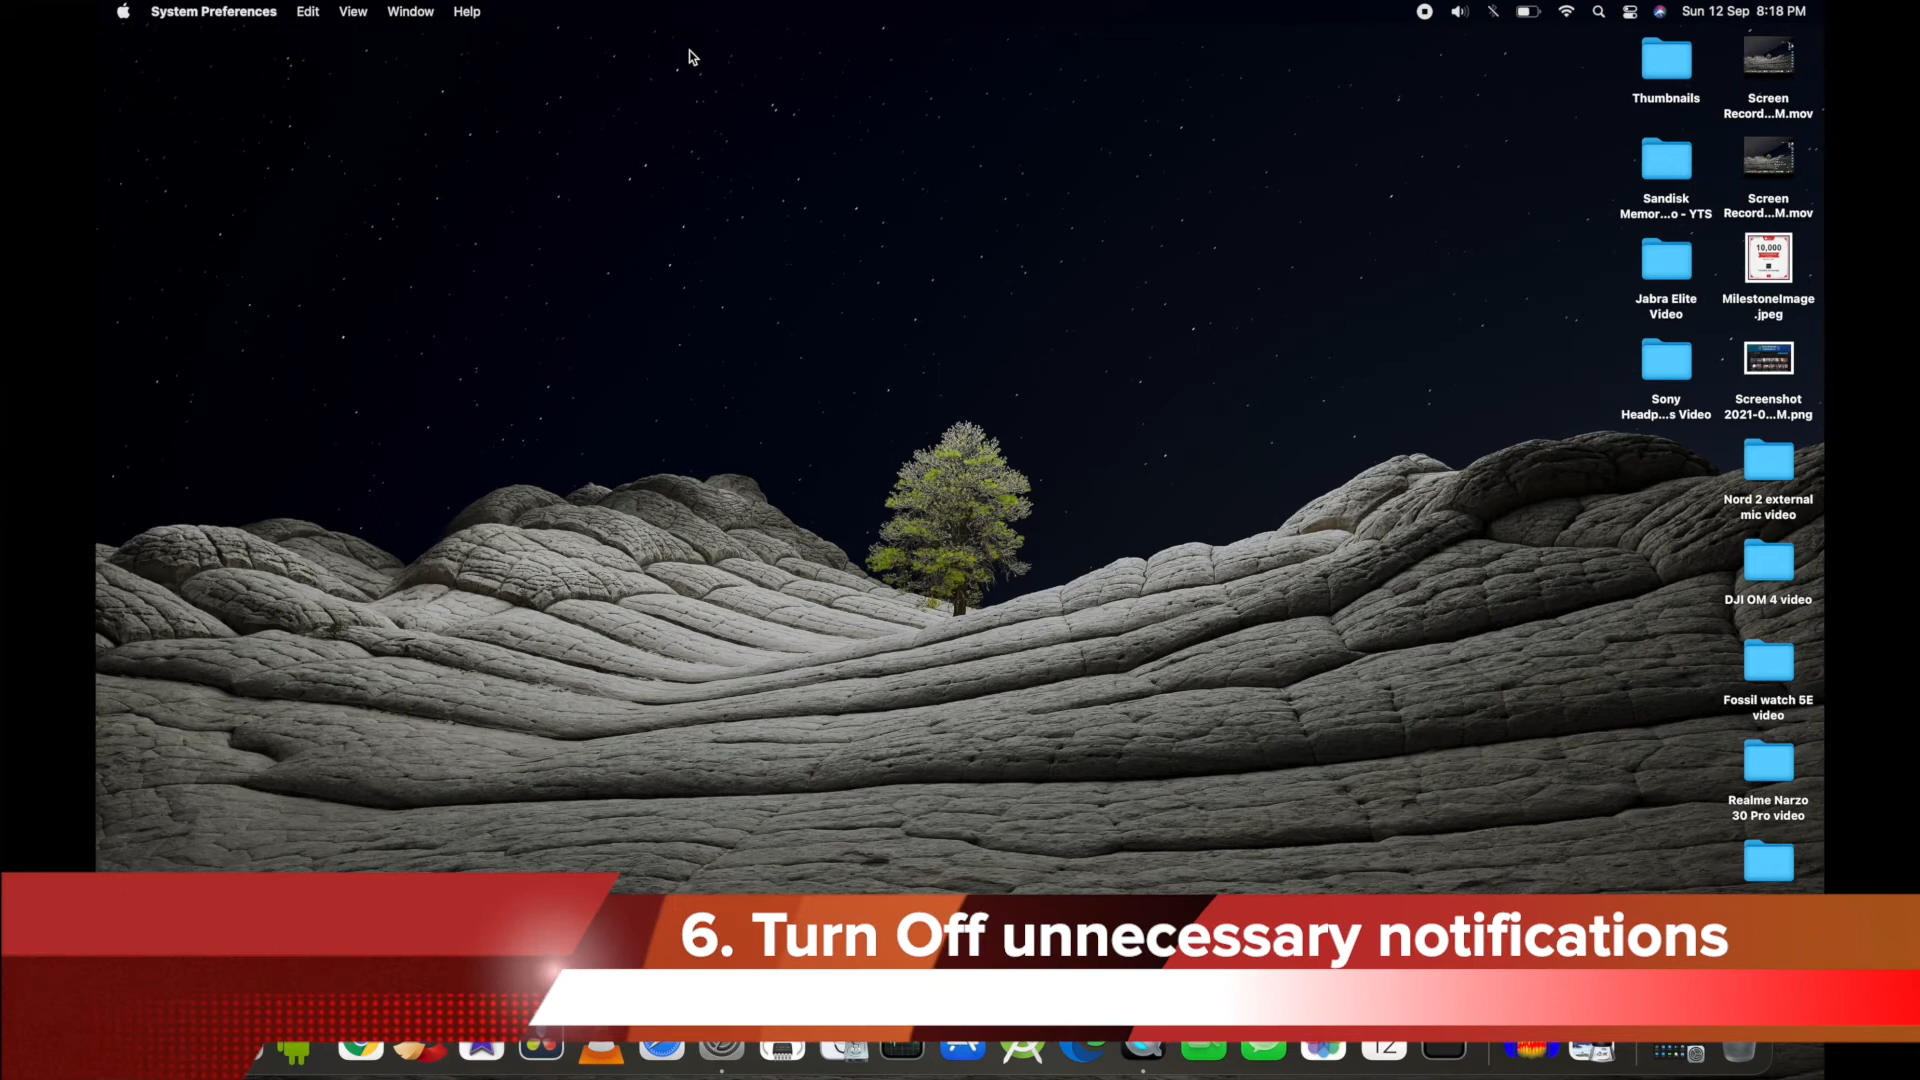 System Preferences Edit View Window Help
Sun 12 Sep 8:18 PM
Thumbnails
Screen
Record...M.mov
Sandisk
Memor...o - YTS
Screen
Record...M.mov
10,000
Jabra Elite
Video
MilestoneImage
.jpeg
Sony
Headp...s Video
Screenshot
2021-0...M.png
Nord 2 external
mic video
DJI OM 4 video
Fossil watch 5E
video
Realme Narzo
30 Pro video
6. Turn Off unnecessary notifications
12